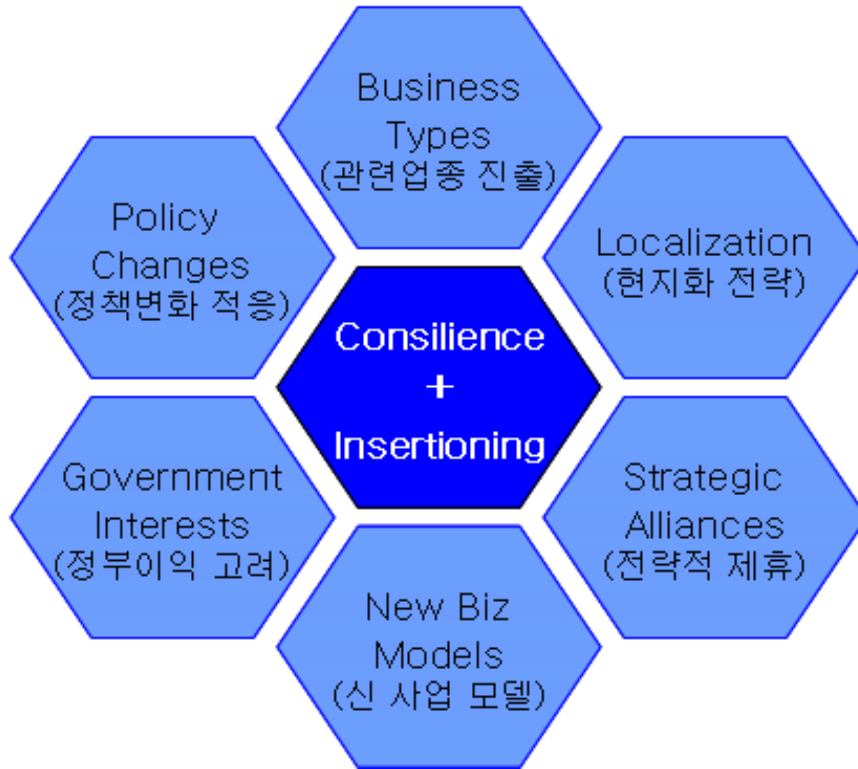 Business
Types
(관련업종 진출)
Policy
Changes
(정책변화 적응)
Localization
(현지화 전략)
Consilience
+
Insertioning
Government
Interests
(정부이익 고려)
Strategic
Alliances
(전략적 제휴)
New Biz
Models
(신 사업 모델)